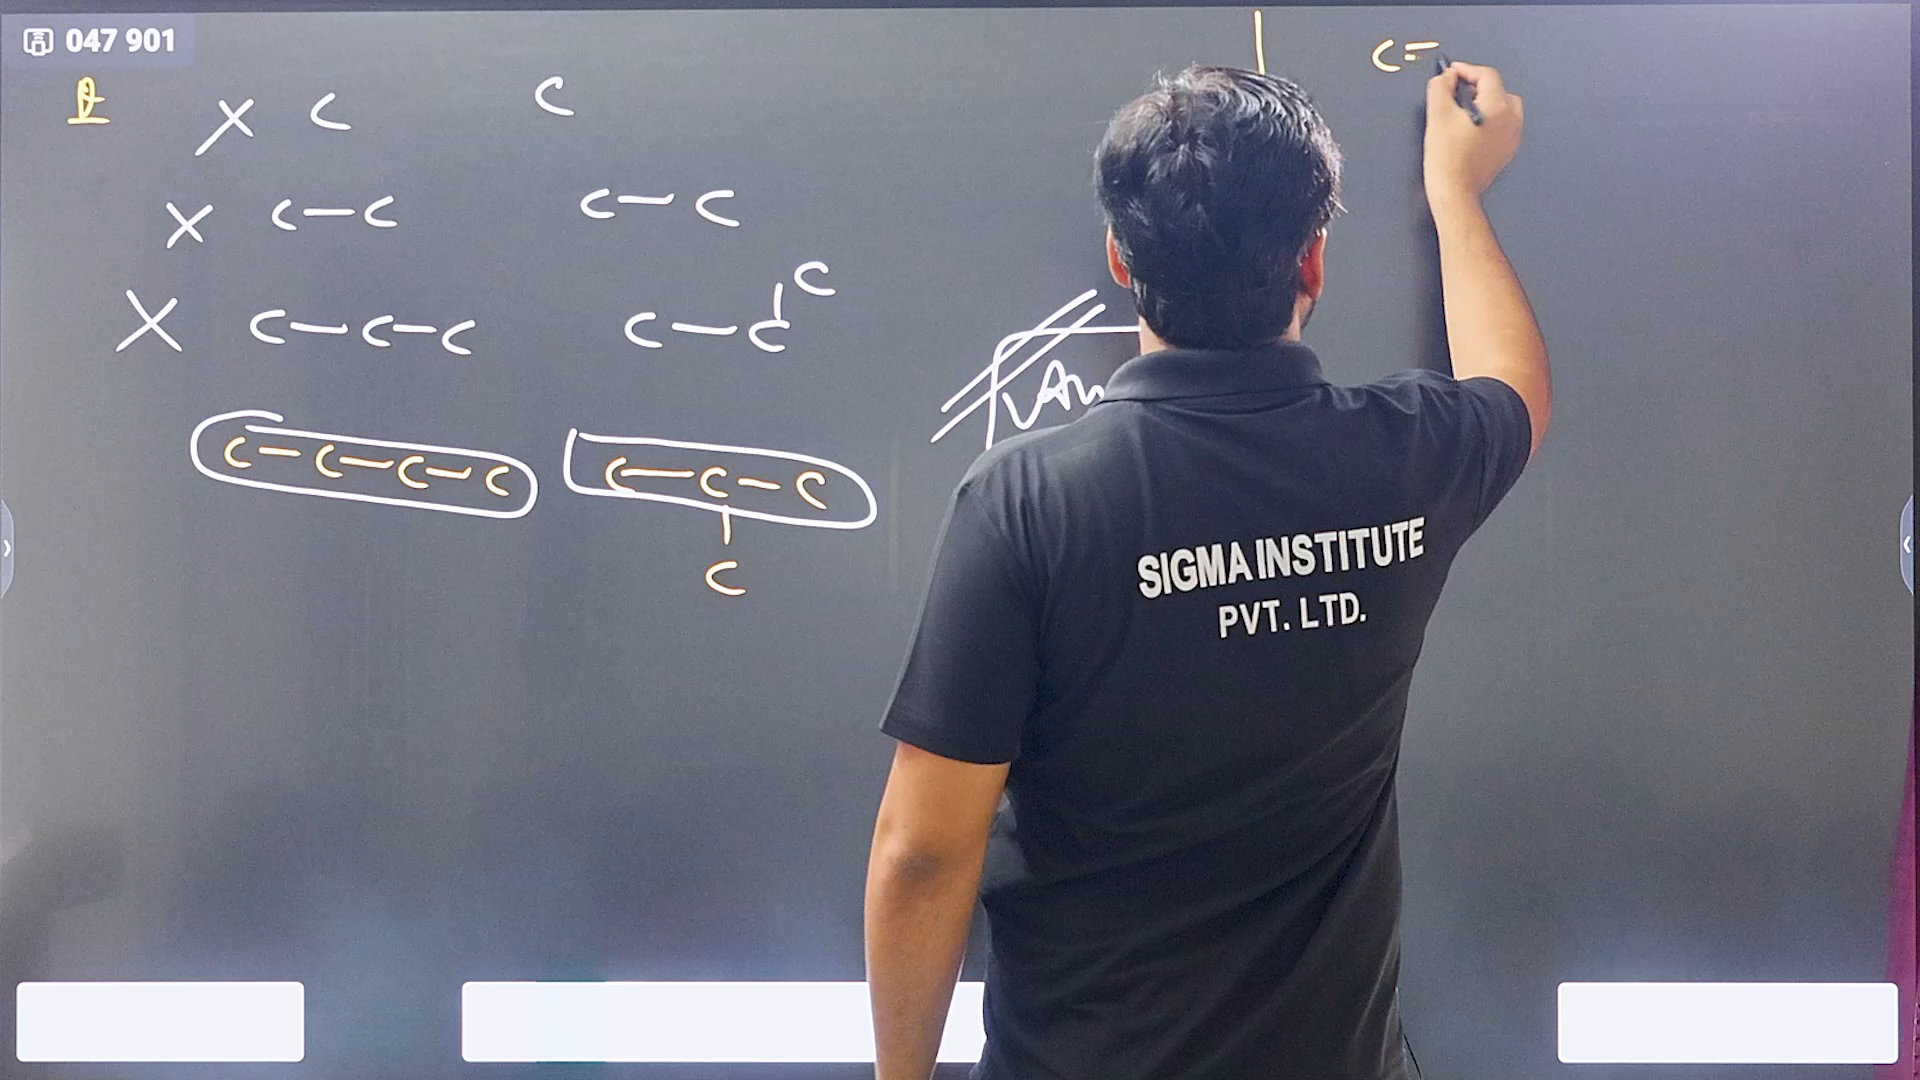 047 901
X C C
X C-C C-C
C
X C-C-C C-C
C-C-C-C C-C-C
C
C=
SIGMA INSTITUTE
PVT. LTD.